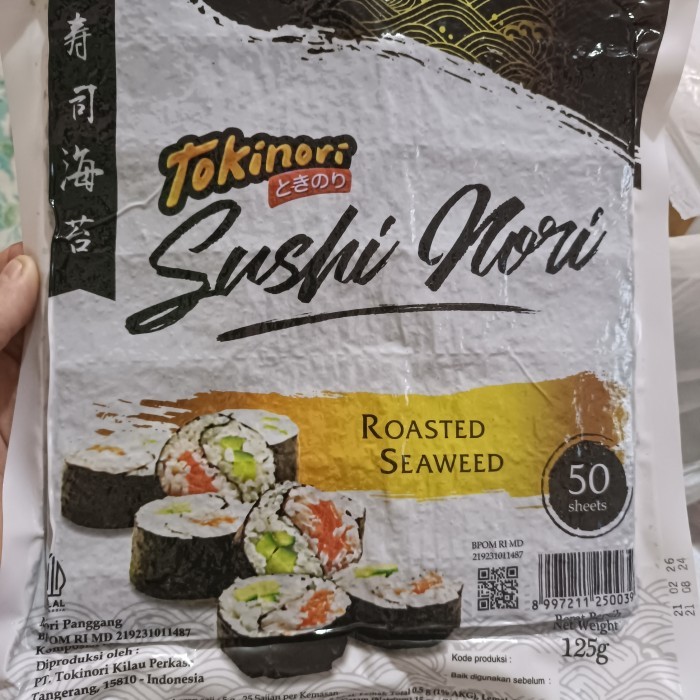 寿司海苔
Tokinori
ときのり
Sushi Nori
ROASTED
SEAWEED
50
sheets
BPOM RI MD
219231011487
8 997211 250039
Net Weight
125g
21 02 26
21 08 24
Nori Panggang
BPOM RI MD 219231011487
Diproduksi oleh :
PT. Tokinori Kilau Perkasa
Tangerang, 15810 - Indonesia
Kode produksi :
Baik digunakan sebelum :